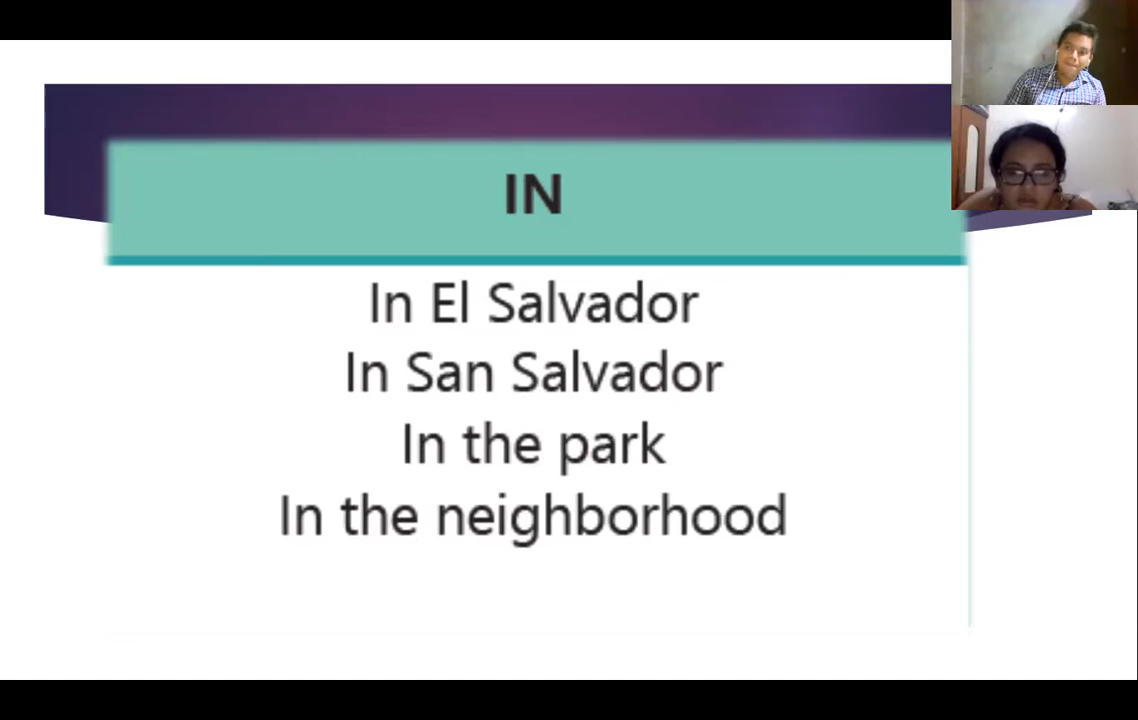 IN
In El Salvador
In San Salvador
In the park
In the neighborhood